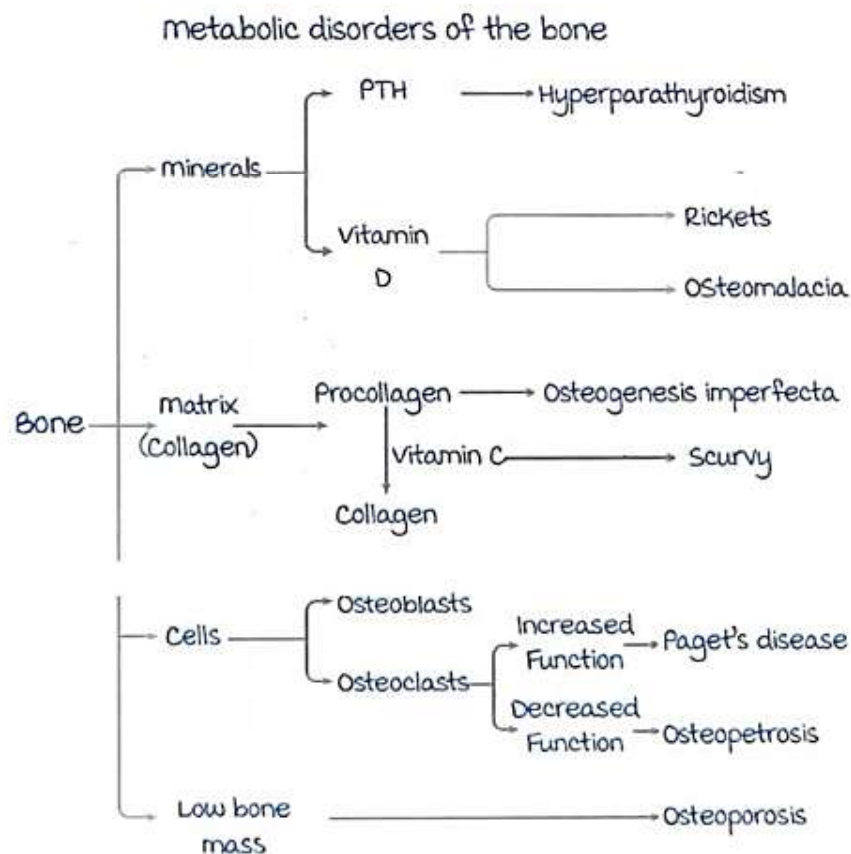 metabolic disorders of the bone
PTH
Hyperparathyroidism
minerals
Rickets
Vitamin
D
OSteomalacia
Procollagen
Osteogenesis imperfecta
matrix
(Collagen)
Bone
Vitamin C
Scurvy
Collagen
Osteoblasts
Cells
Increased
Function
Paget's disease
Osteoclasts
Decreased
Function
Osteopetrosis
Low bone
mass
Osteoporosis